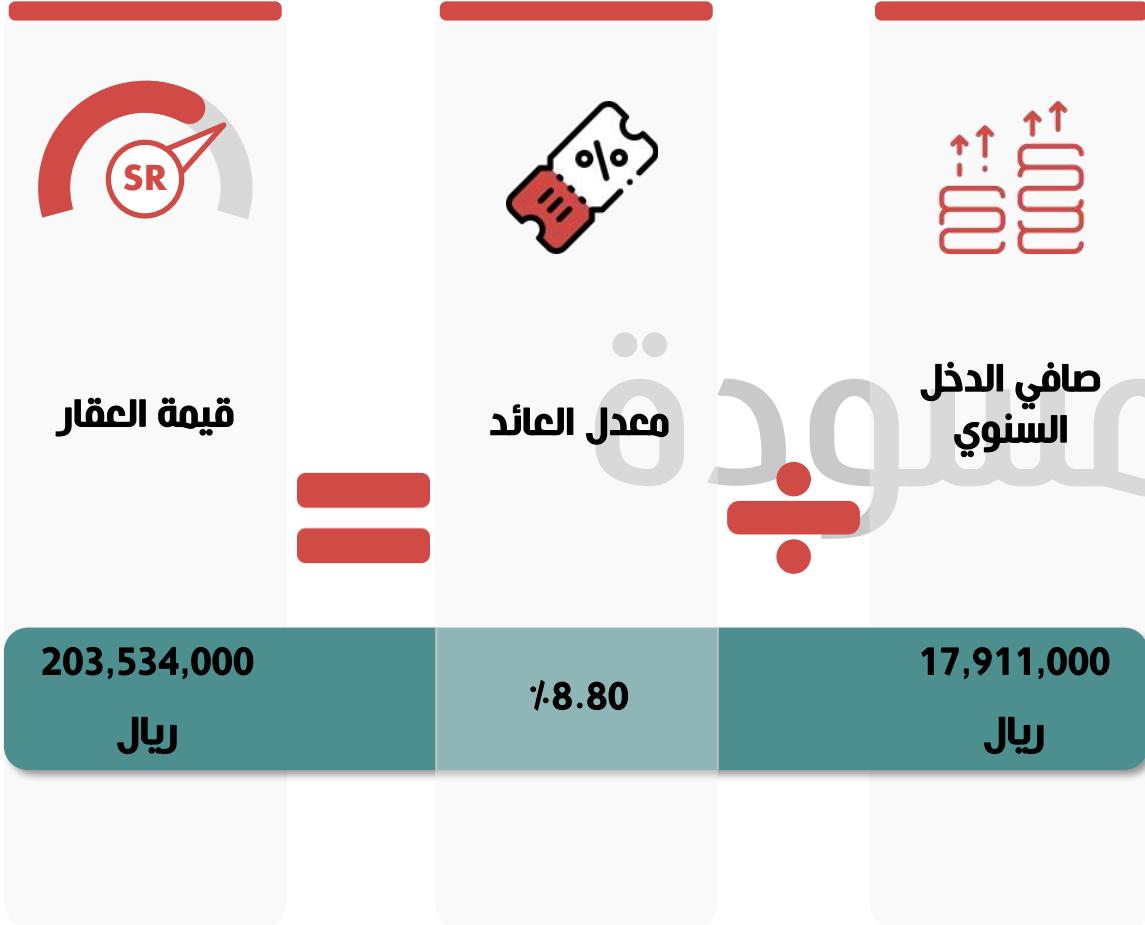 SR
%
صافي الدخل
السنوي
معدل العائد
قيمة العقار
مسودة
17,911,000
ريال
٪8.80
203,534,000
ريال